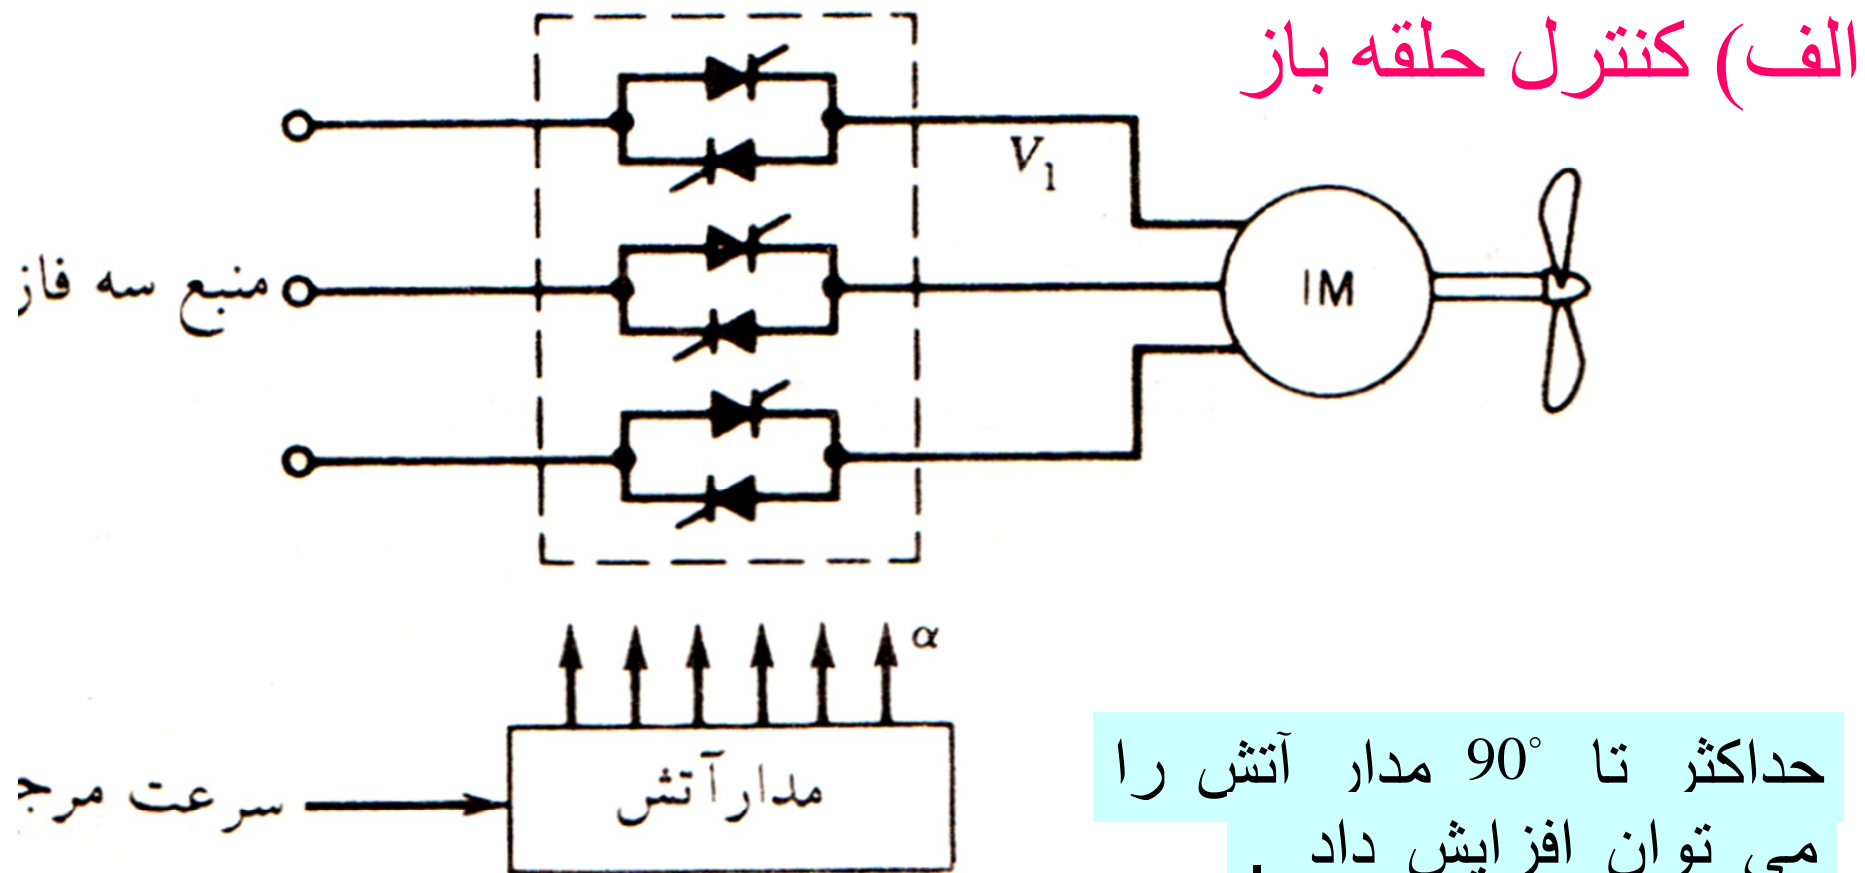 الف) کنترل حلقه باز
V₁
منبع سه فاز
IM
α
مدار آتش
سرعت
حداکثر تا 90° مدار آتش را
می توان افزایش داد .